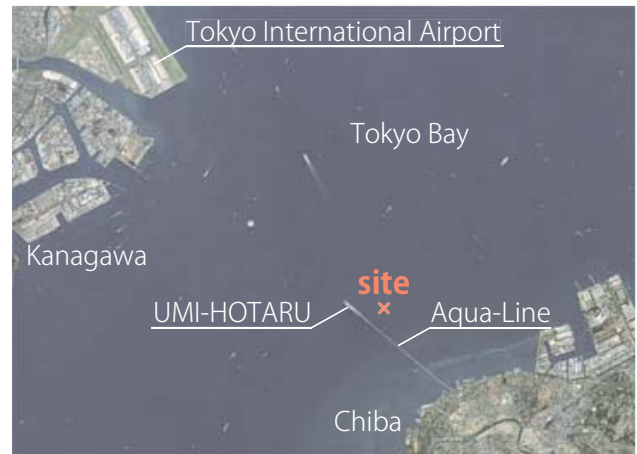 Tokyo International Airport
Tokyo Bay
Kanagawa
site
UMI-HOTARU
Aqua-Line
Chiba